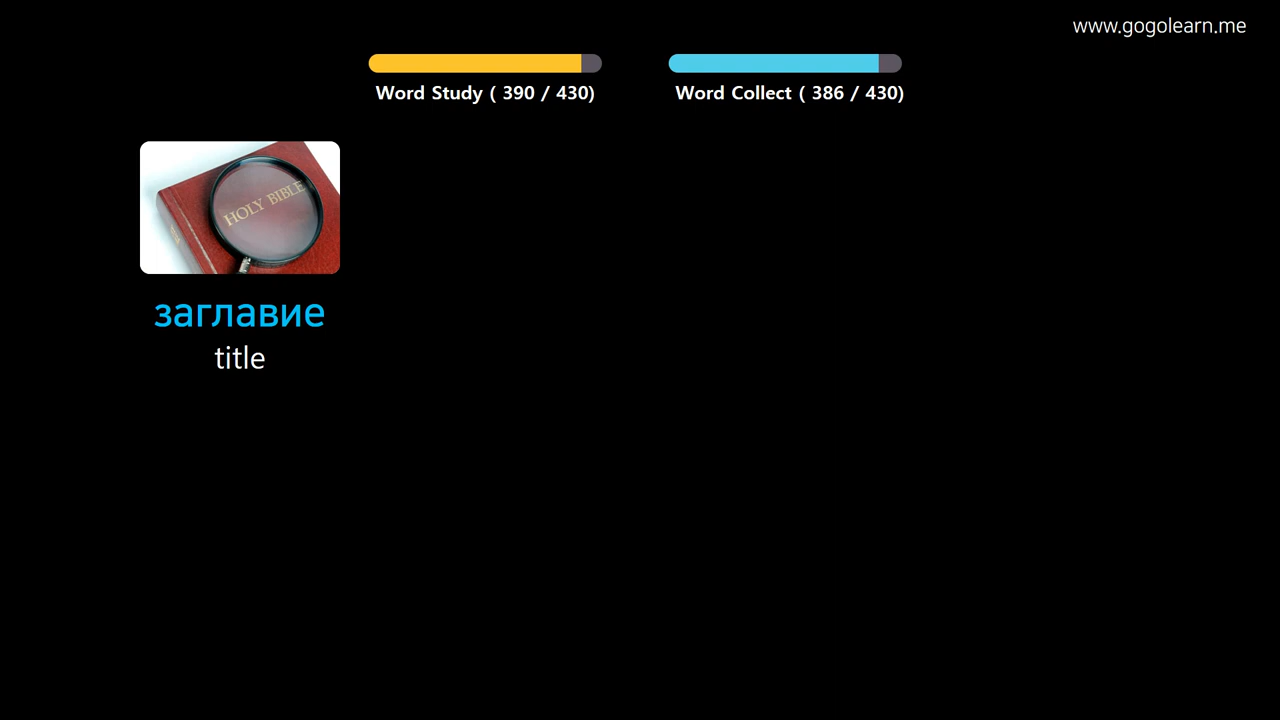 www.gogolearn.me
Word Study ( 390 / 430)
Word Collect ( 386 / 430)
HOLY BIBLE
заглавие
title